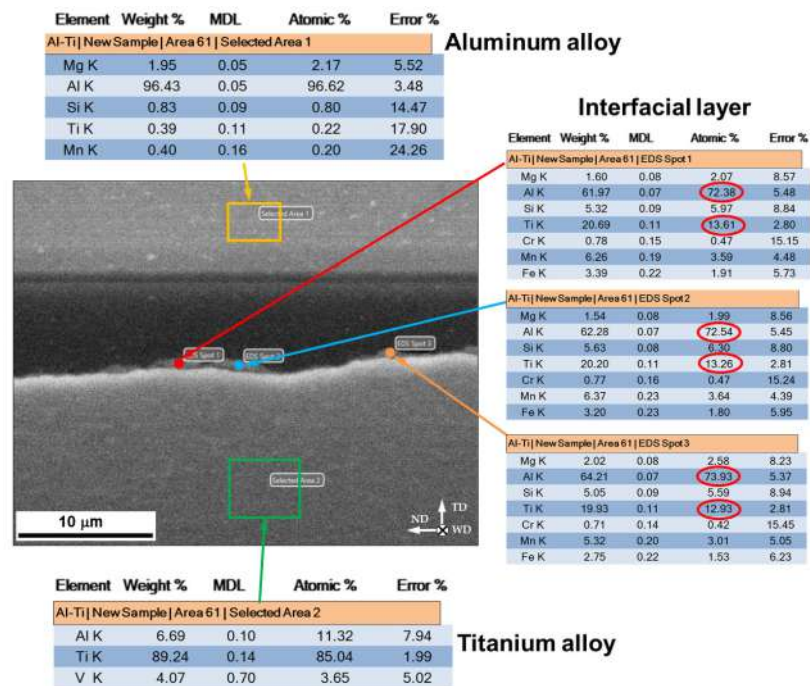 Element Weight % MDL Atomic % Error %
Al-Ti | New Sample | Area 61 | Selected Area 1
Mg K 1.95 0.05 2.17 5.52
Al K 96.43 0.05 96.62 3.48
Si K 0.83 0.09 0.80 14.47
Ti K 0.39 0.11 0.22 17.90
Mn K 0.40 0.16 0.20 24.26
Aluminum alloy
Interfacial layer
Element Weight % MDL Atomic % Error %
Al-Ti | New Sample | Area 61 | EDS Spot 1
Mg K 1.60 0.08 2.07 8.57
Al K 61.97 0.07 72.38 5.48
Si K 5.32 0.09 5.97 8.84
Ti K 20.69 0.11 13.61 2.80
Cr K 0.78 0.15 0.47 15.15
Mn K 6.26 0.19 3.59 4.48
Fe K 3.39 0.22 1.91 5.73
Al-Ti | New Sample | Area 61 | EDS Spot 2
Mg K 1.54 0.08 1.99 8.56
Al K 62.28 0.07 72.54 5.45
Si K 5.63 0.08 6.30 8.80
Ti K 20.20 0.11 13.26 2.81
Cr K 0.77 0.16 0.47 15.24
Mn K 6.37 0.23 3.64 4.39
Fe K 3.20 0.23 1.80 5.95
Al-Ti | New Sample | Area 61 | EDS Spot 3
Mg K 2.02 0.08 2.58 8.23
Al K 64.21 0.07 73.93 5.37
Si K 5.05 0.09 5.59 8.94
Ti K 19.93 0.11 12.93 2.81
Cr K 0.71 0.14 0.42 15.45
Mn K 5.32 0.20 3.01 5.05
Fe K 2.75 0.22 1.53 6.23
Selected Area 1
EDS Spot 1
EDS Spot 2
EDS Spot 3
Selected Area 2
10 μm
TD
ND
WD
Element Weight % MDL Atomic % Error %
Al-Ti | New Sample | Area 61 | Selected Area 2
Al K 6.69 0.10 11.32 7.94
Ti K 89.24 0.14 85.04 1.99
V K 4.07 0.70 3.65 5.02
Titanium alloy